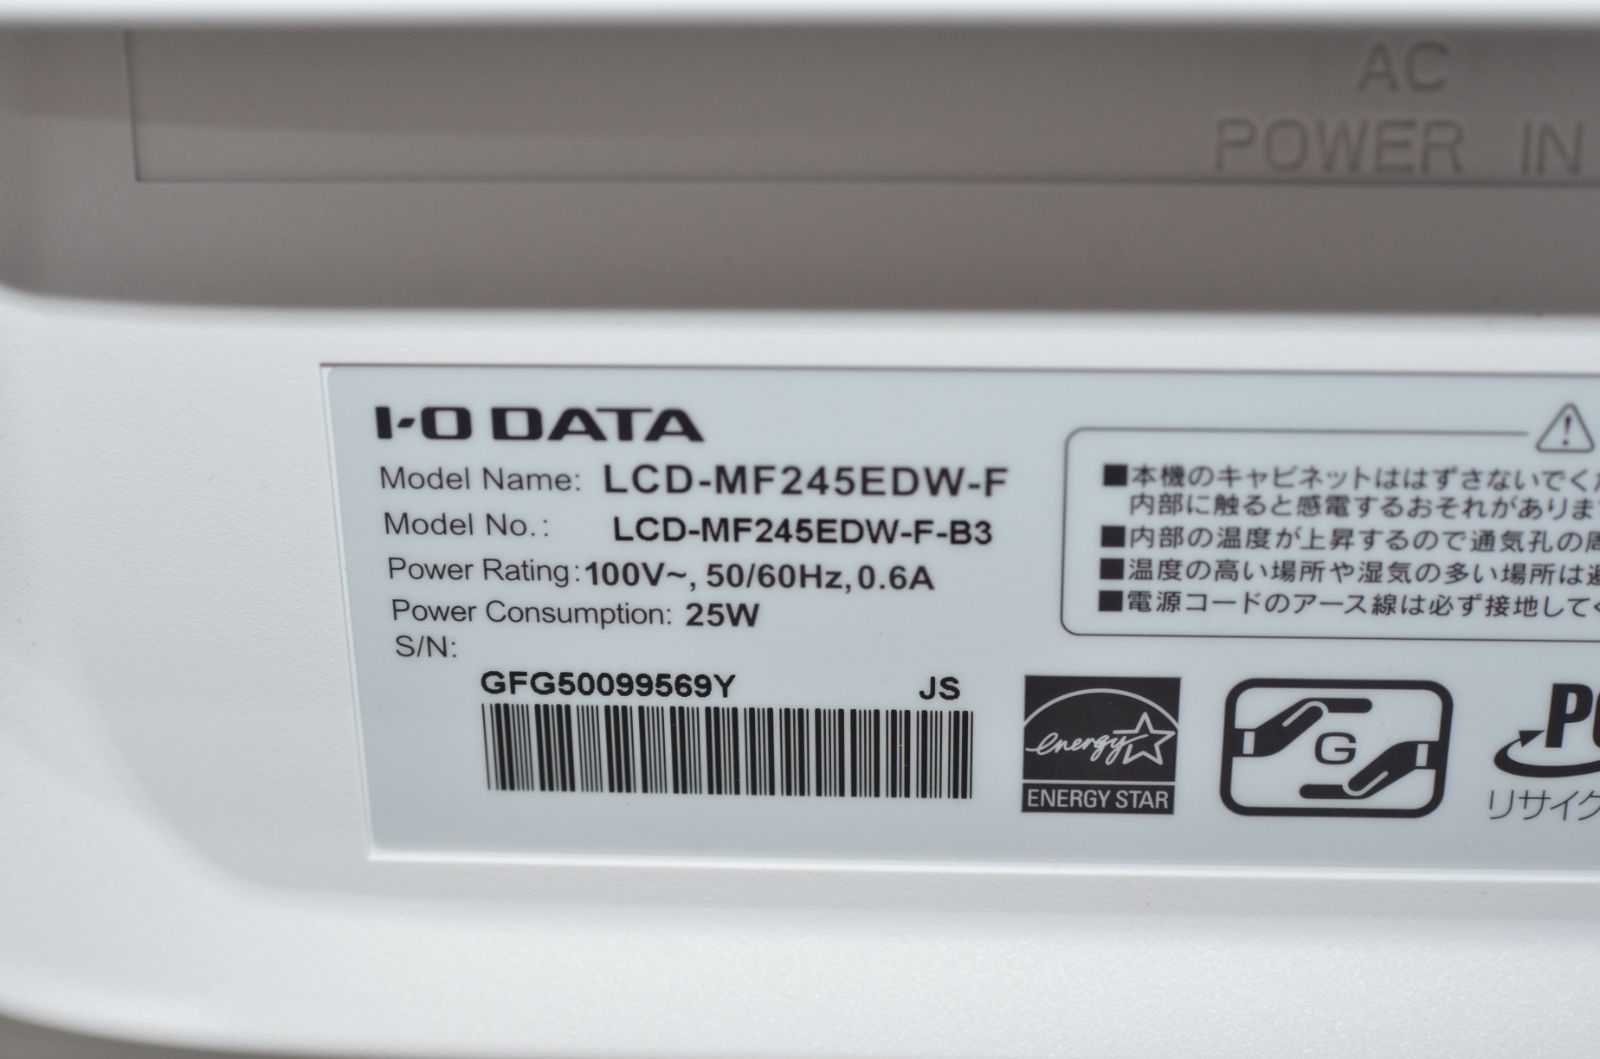 AC
POWER IN
I-O DATA
Model Name: LCD-MF245EDW-F
Model No.: LCD-MF245EDW-F-B3
Power Rating: 100V~, 50/60Hz, 0.6A
Power Consumption: 25W
S/N:
GFG50099569Y JS
■本機のキャビネットははずさないでくだ
内部に触ると感電するおそれがあります
■内部の温度が上昇するので通気孔の周
■温度の高い場所や湿気の多い場所は避
■電源コードのアース線は必ず接地してく
energy
ENERGY STAR
G
PC
リサイク